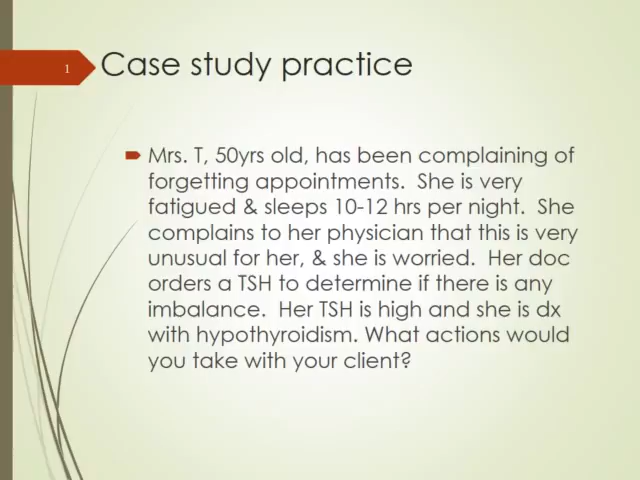 1
Case study practice
Mrs. T, 50yrs old, has been complaining of
forgetting appointments. She is very
fatigued & sleeps 10-12 hrs per night. She
complains to her physician that this is very
unusual for her, & she is worried. Her doc
orders a TSH to determine if there is any
imbalance. Her TSH is high and she is dx
with hypothyroidism. What actions would
you take with your client?